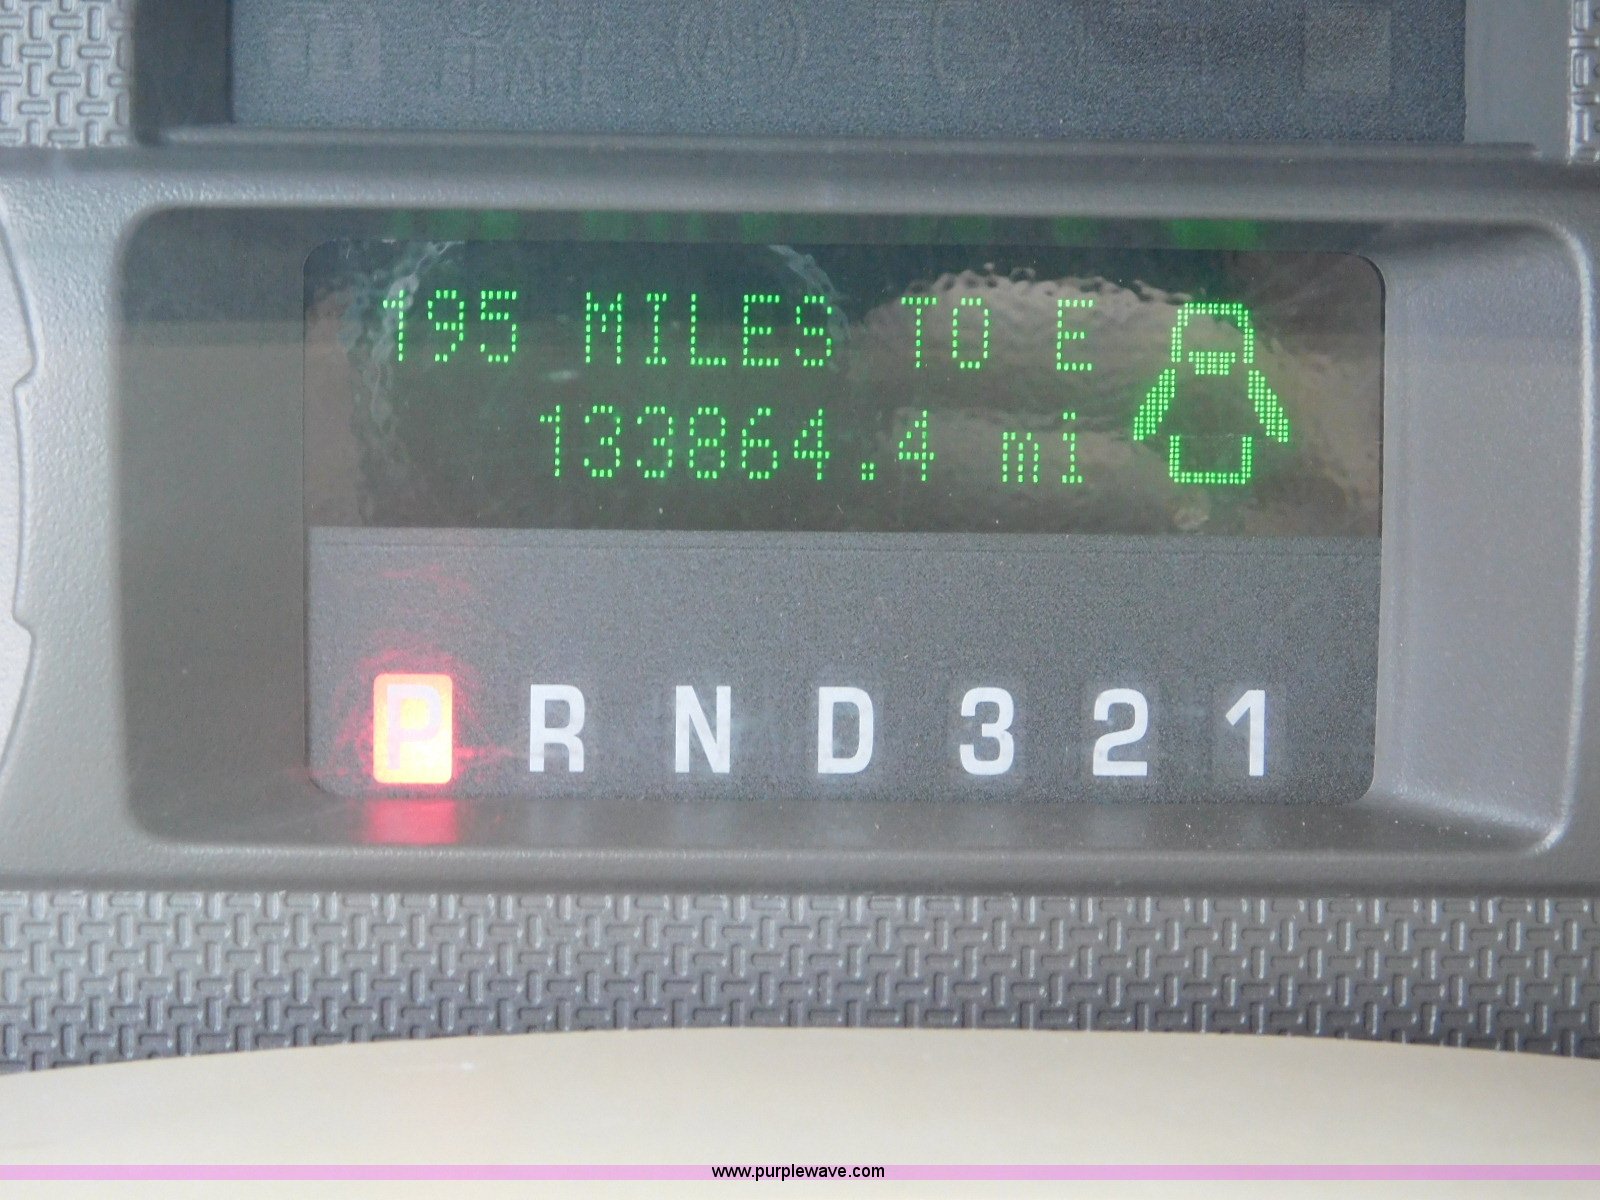 195 MILES TO E
133864.4 mi
P R N D 3 2 1
www.purplewave.com